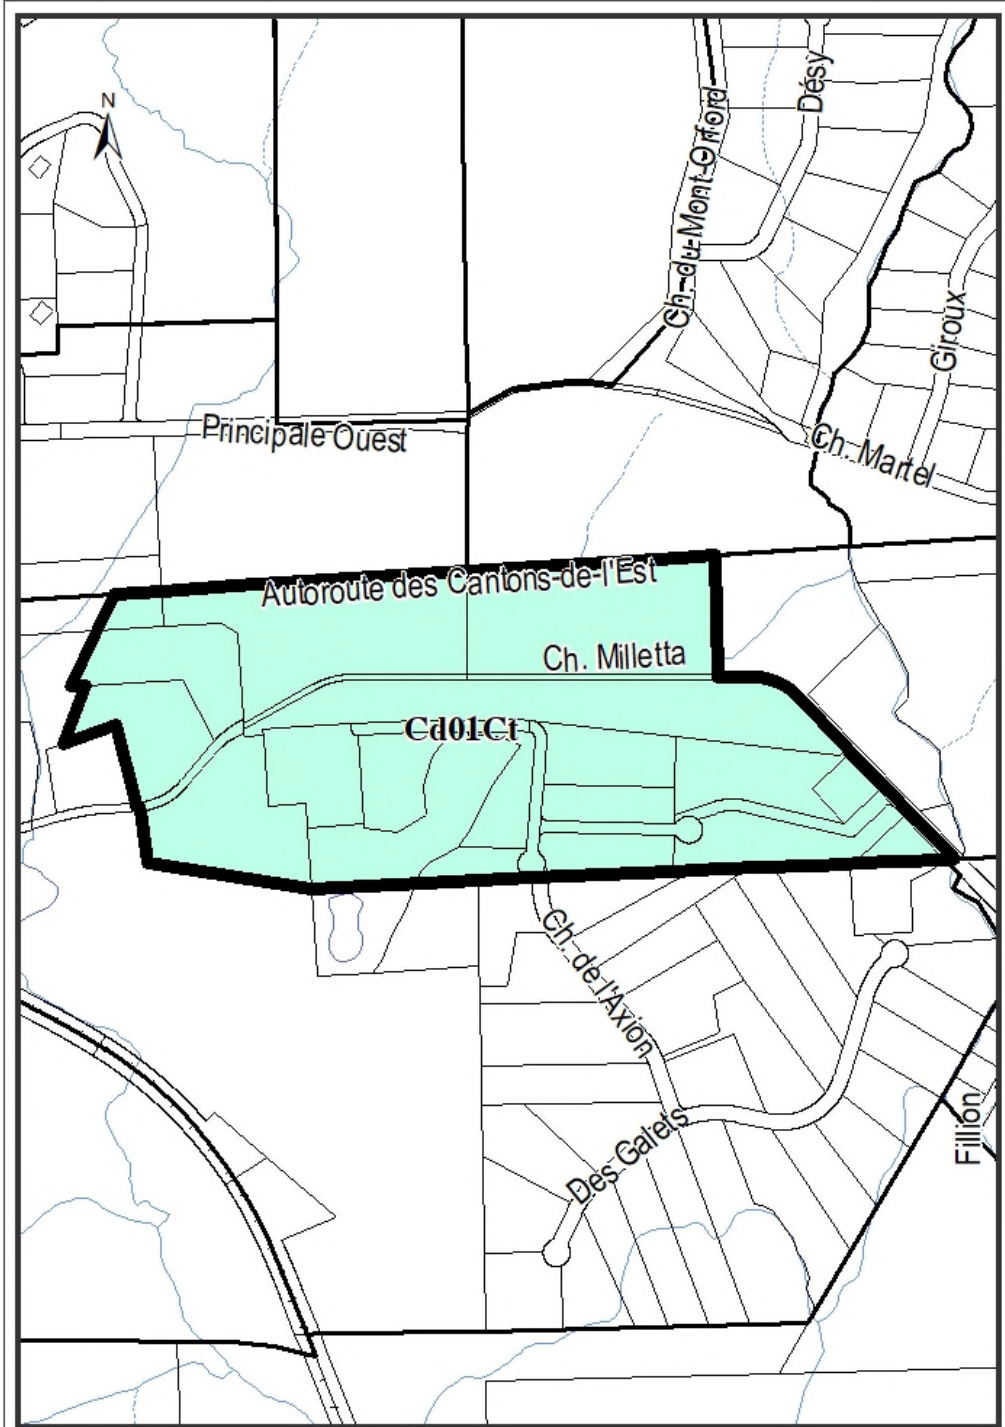 N
Désy
Ch. du Mont-Orford
Giroux
Principale Ouest
Ch. Martel
Autoroute des Cantons-de-l'Est
Ch. Milletta
Cd01Ct
Ch. de l'Axion
Des Galets
Fillion